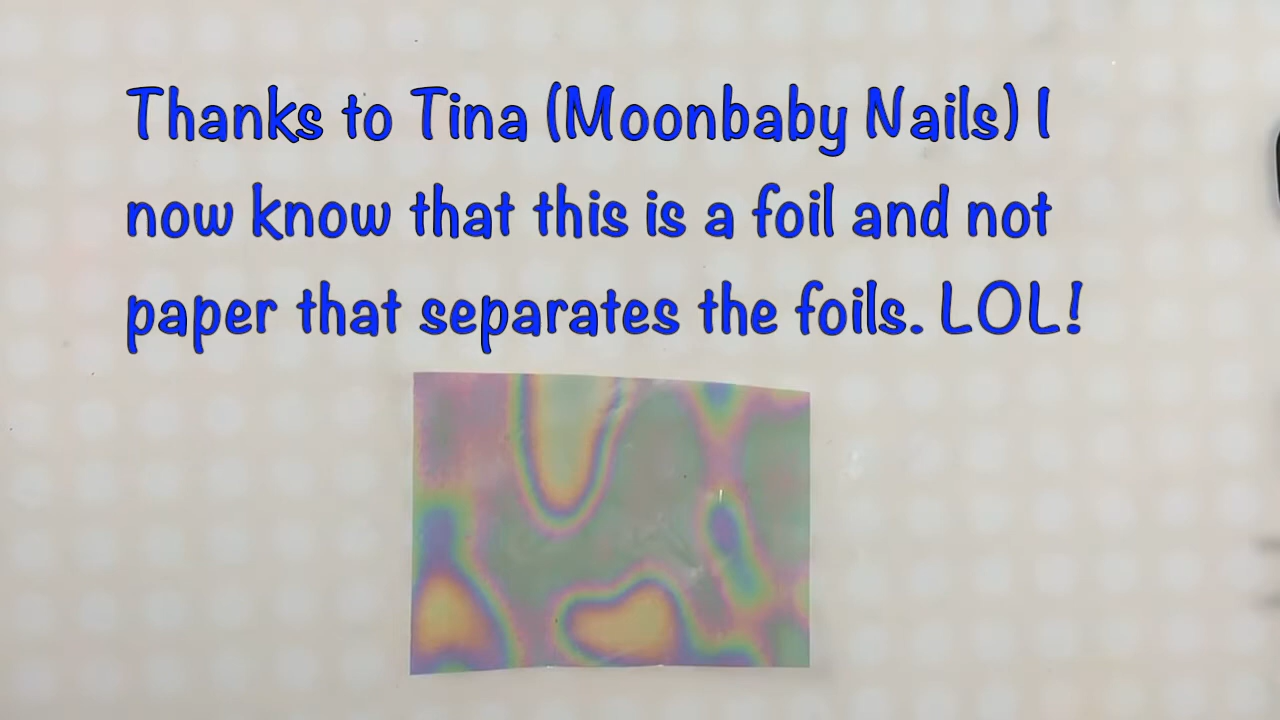 Thanks to Tina (Moonbaby Nails) I
now know that this is a foil and not
paper that separates the foils. LOL!